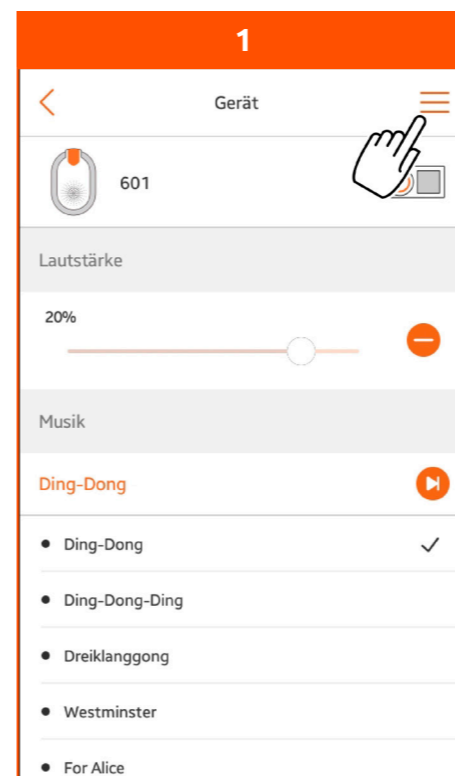 1
Gerät
601
Lautstärke
20%
Musik
Ding-Dong
Ding-Dong
Ding-Dong-Ding
Dreiklanggong
Westminster
For Alice